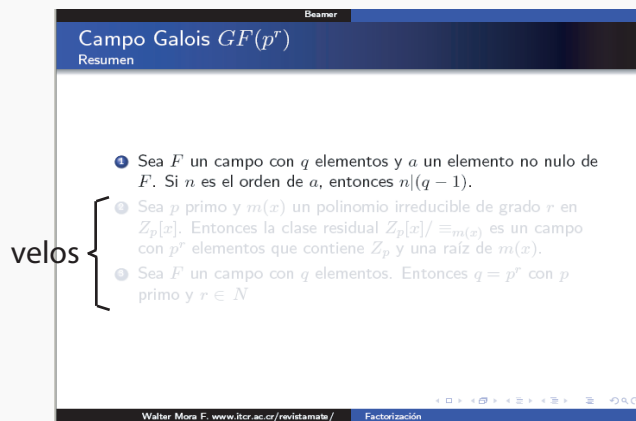 Beamer
Campo Galois GF(p^r)
Resumen
1 Sea F un campo con q elementos y a un elemento no nulo de
F. Si n es el orden de a, entonces n|(q − 1).
2 Sea p primo y m(x) un polinomio irreducible de grado r en
Z_p[x]. Entonces la clase residual Z_p[x]/ ≡_{m(x)} es un campo
con p^r elementos que contiene Z_p y una raíz de m(x).
velos
3 Sea F un campo con q elementos. Entonces q = p^r con p
primo y r ∈ N
Walter Mora F. www.itcr.ac.cr/revistamate/ Factorización